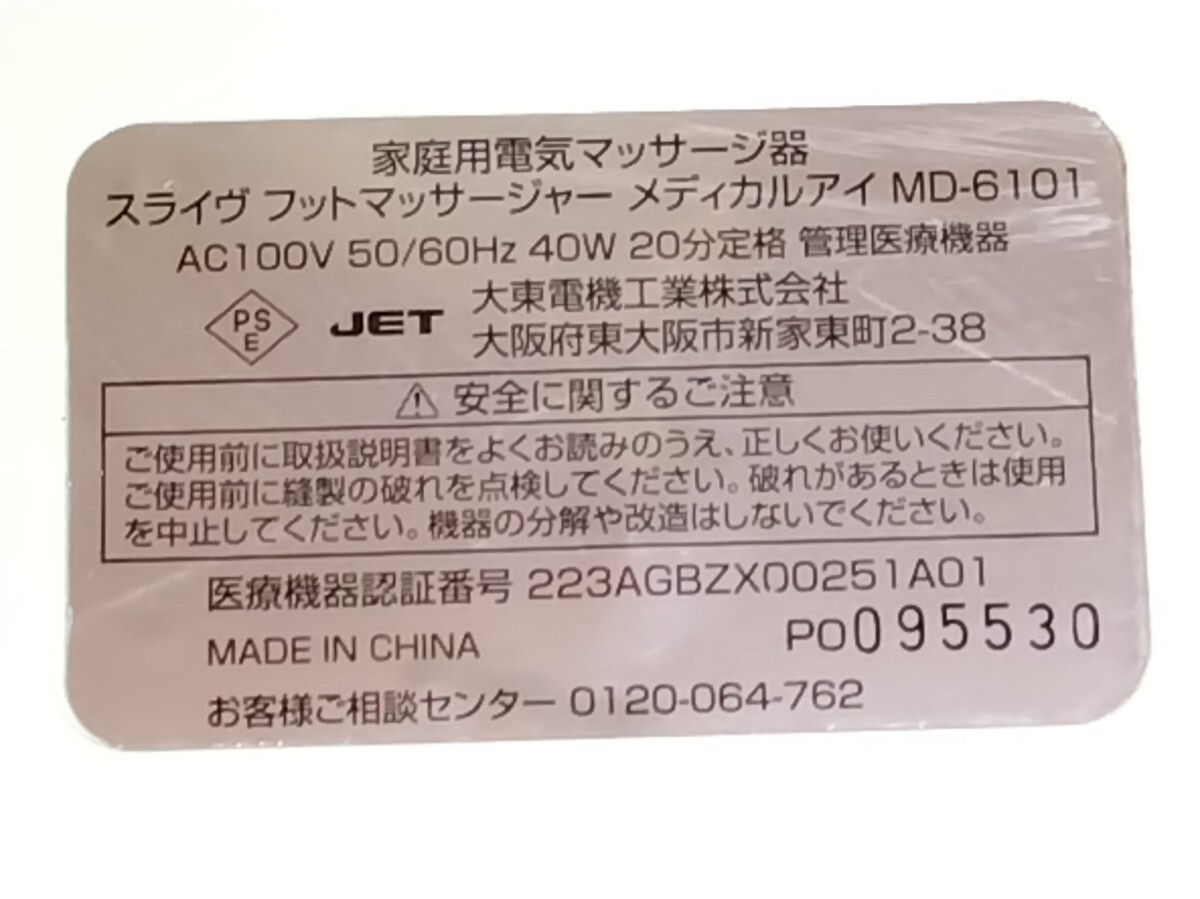 家庭用電気マッサージ器
スライヴ フットマッサージャー メディカルアイ MD-6101
AC100V 50/60Hz 40W 20分定格 管理医療機器
PS
E
JET
大東電機工業株式会社
大阪府東大阪市新家東町2-38
安全に関するご注意
ご使用前に取扱説明書をよくお読みのうえ、正しくお使いください。
ご使用前に縫製の破れを点検してください。破れがあるときは使用
を中止してください。機器の分解や改造はしないでください。
医療機器認証番号 223AGBZX00251A01
MADE IN CHINA
PO095530
お客様ご相談センター 0120-064-762